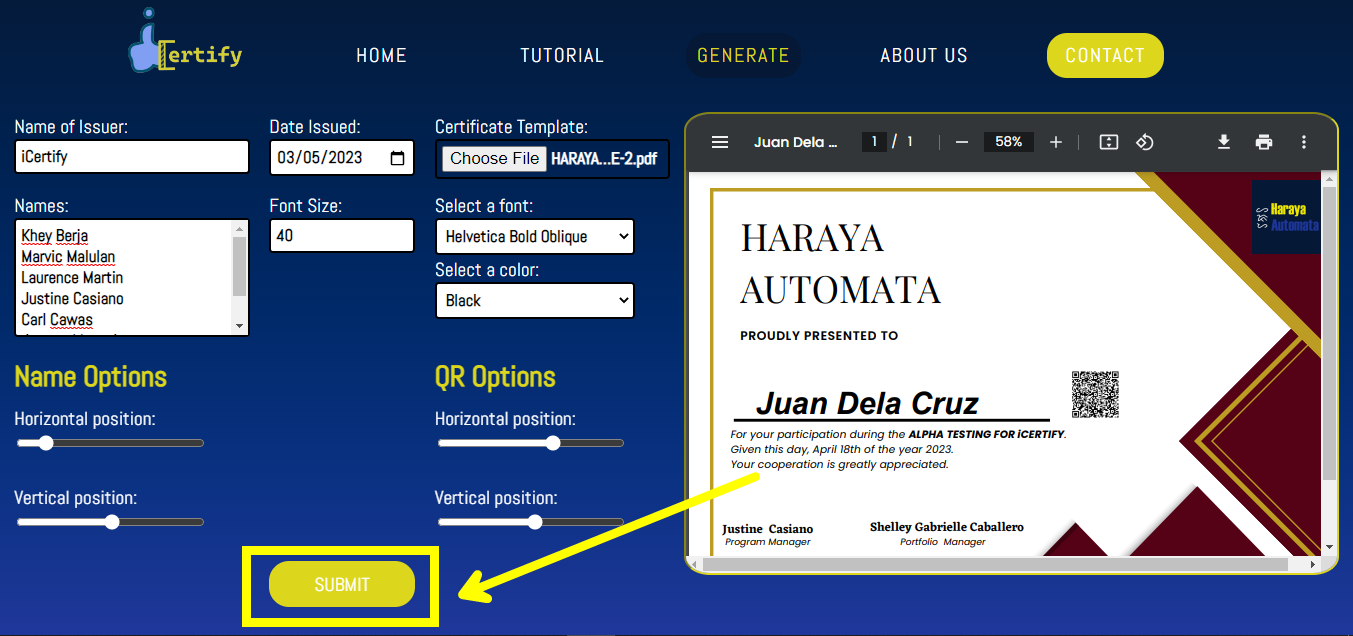 Certify
HOME
TUTORIAL
GENERATE
ABOUT US
CONTACT
Name of Issuer:
iCertify
Date Issued:
03/05/2023
Certificate Template:
Choose File HARAYA...E-2.pdf
Names:
Khey Berja
Marvic Malulan
Laurence Martin
Justine Casiano
Carl Cawas
Font Size:
40
Select a font:
Helvetica Bold Oblique
Select a color:
Black
Name Options
Horizontal position:
Vertical position:
QR Options
Horizontal position:
Vertical position:
SUBMIT
Juan Dela ...
1 / 1
58%
Haraya
Automata
HARAYA
AUTOMATA
PROUDLY PRESENTED TO
Juan Dela Cruz
For your participation during the ALPHA TESTING FOR iCERTIFY.
Given this day, April 18th of the year 2023.
Your cooperation is greatly appreciated.
Justine Casiano
Program Manager
Shelley Gabrielle Caballero
Portfolio Manager